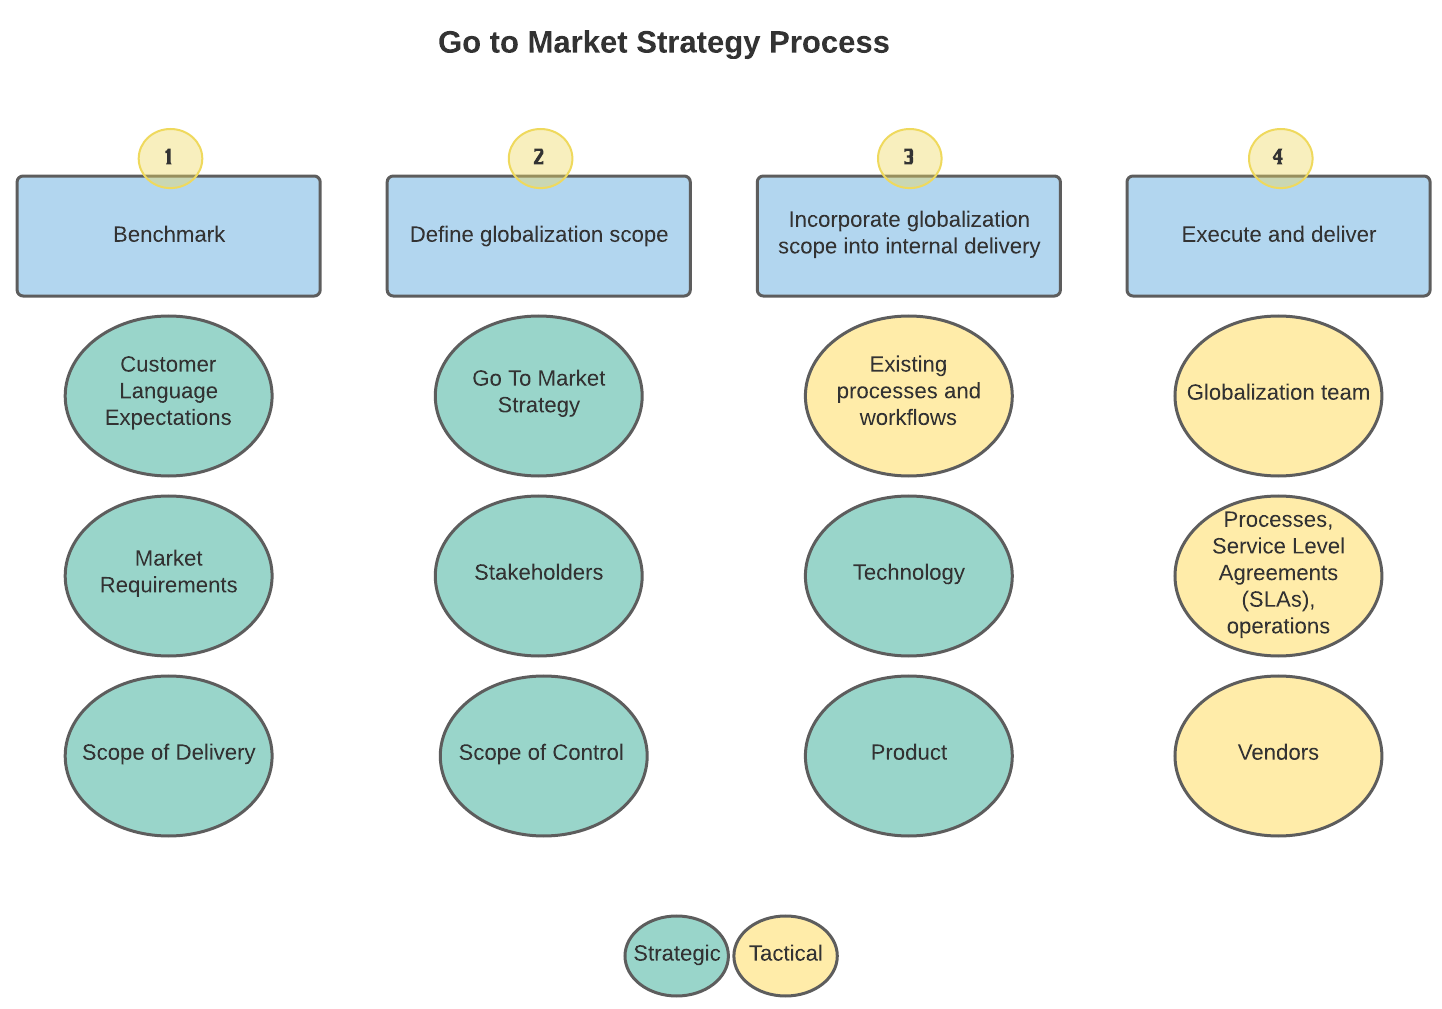 Go to Market Strategy Process
1
Benchmark
Customer
Language
Expectations
Market
Requirements
Scope of Delivery
2
Define globalization scope
Go To Market
Strategy
Stakeholders
Scope of Control
3
Incorporate globalization
scope into internal delivery
Existing
processes and
workflows
Technology
Product
4
Execute and deliver
Globalization team
Processes,
Service Level
Agreements
(SLAs),
operations
Vendors
Strategic
Tactical